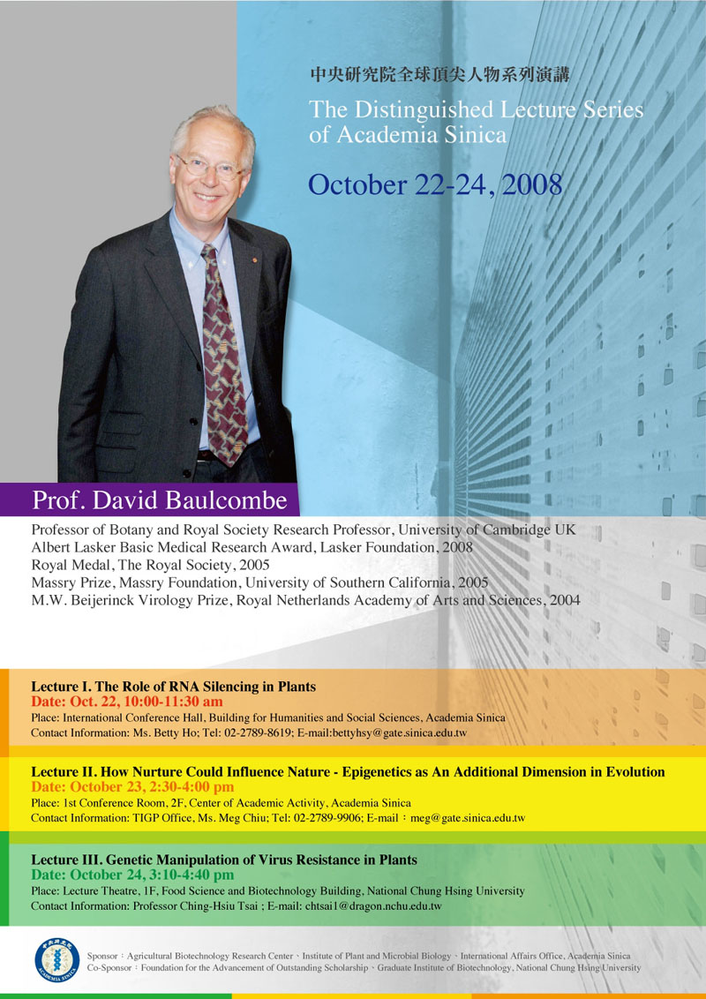 中央研究院全球頂尖人物系列演講
The Distinguished Lecture Series
of Academia Sinica
October 22-24, 2008
Prof. David Baulcombe
Professor of Botany and Royal Society Research Professor, University of Cambridge UK
Albert Lasker Basic Medical Research Award, Lasker Foundation, 2008
Royal Medal, The Royal Society, 2005
Massry Prize, Massry Foundation, University of Southern California, 2005
M.W. Beijerinck Virology Prize, Royal Netherlands Academy of Arts and Sciences, 2004
Lecture I. The Role of RNA Silencing in Plants
Date: Oct. 22, 10:00-11:30 am
Place: International Conference Hall, Building for Humanities and Social Sciences, Academia Sinica
Contact Information: Ms. Betty Ho; Tel: 02-2789-8619; E-mail:bettyhsy@gate.sinica.edu.tw
Lecture II. How Nurture Could Influence Nature - Epigenetics as An Additional Dimension in Evolution
Date: October 23, 2:30-4:00 pm
Place: 1st Conference Room, 2F, Center of Academic Activity, Academia Sinica
Contact Information: TIGP Office, Ms. Meg Chiu; Tel: 02-2789-9906; E-mail：meg@gate.sinica.edu.tw
Lecture III. Genetic Manipulation of Virus Resistance in Plants
Date: October 24, 3:10-4:40 pm
Place: Lecture Theatre, 1F, Food Science and Biotechnology Building, National Chung Hsing University
Contact Information: Professor Ching-Hsiu Tsai ; E-mail: chtsai1@dragon.nchu.edu.tw
中央研究院
ACADEMIA SINICA
Sponsor：Agricultural Biotechnology Research Center、Institute of Plant and Microbial Biology、International Affairs Office, Academia Sinica
Co-Sponsor：Foundation for the Advancement of Outstanding Scholarship、Graduate Institute of Biotechnology, National Chung Hsing University